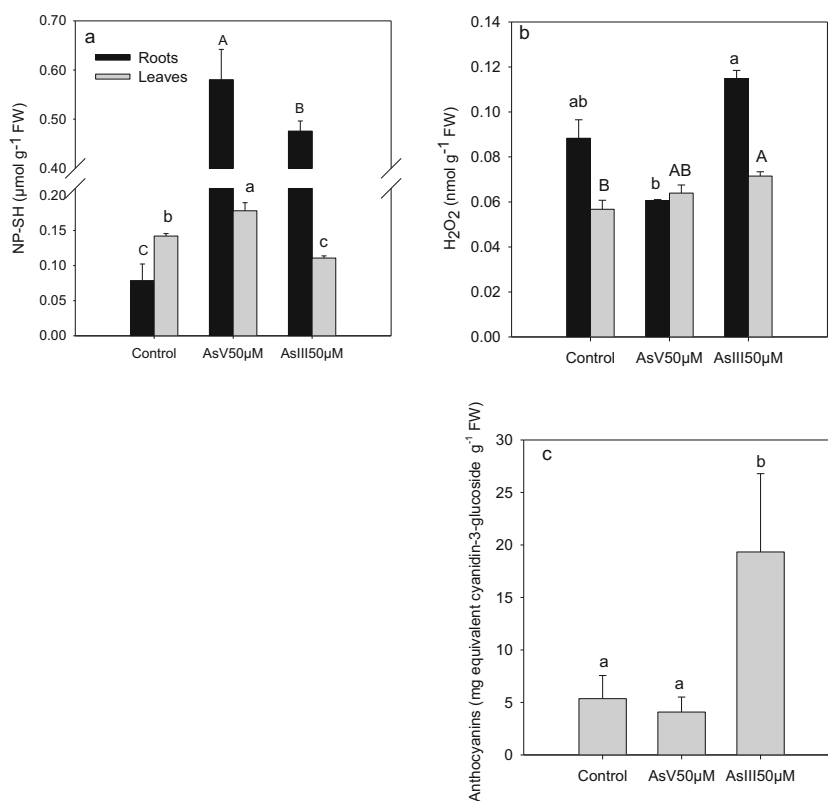 a
Roots
Leaves
NP-SH (µmol g⁻¹ FW)
0.70
0.60
0.50
0.40
0.20
0.15
0.10
0.05
0.00
C
b
A
a
B
c
Control
AsV50µM
AsIII50µM
b
H₂O₂ (nmol g⁻¹ FW)
0.14
0.12
0.10
0.08
0.06
0.04
0.02
0.00
ab
B
b
AB
a
A
Control
AsV50µM
AsIII50µM
c
Anthocyanins (mg equivalent cyanidin-3-glucoside g⁻¹ FW)
30
25
20
15
10
5
0
a
a
b
Control
AsV50µM
AsIII50µM